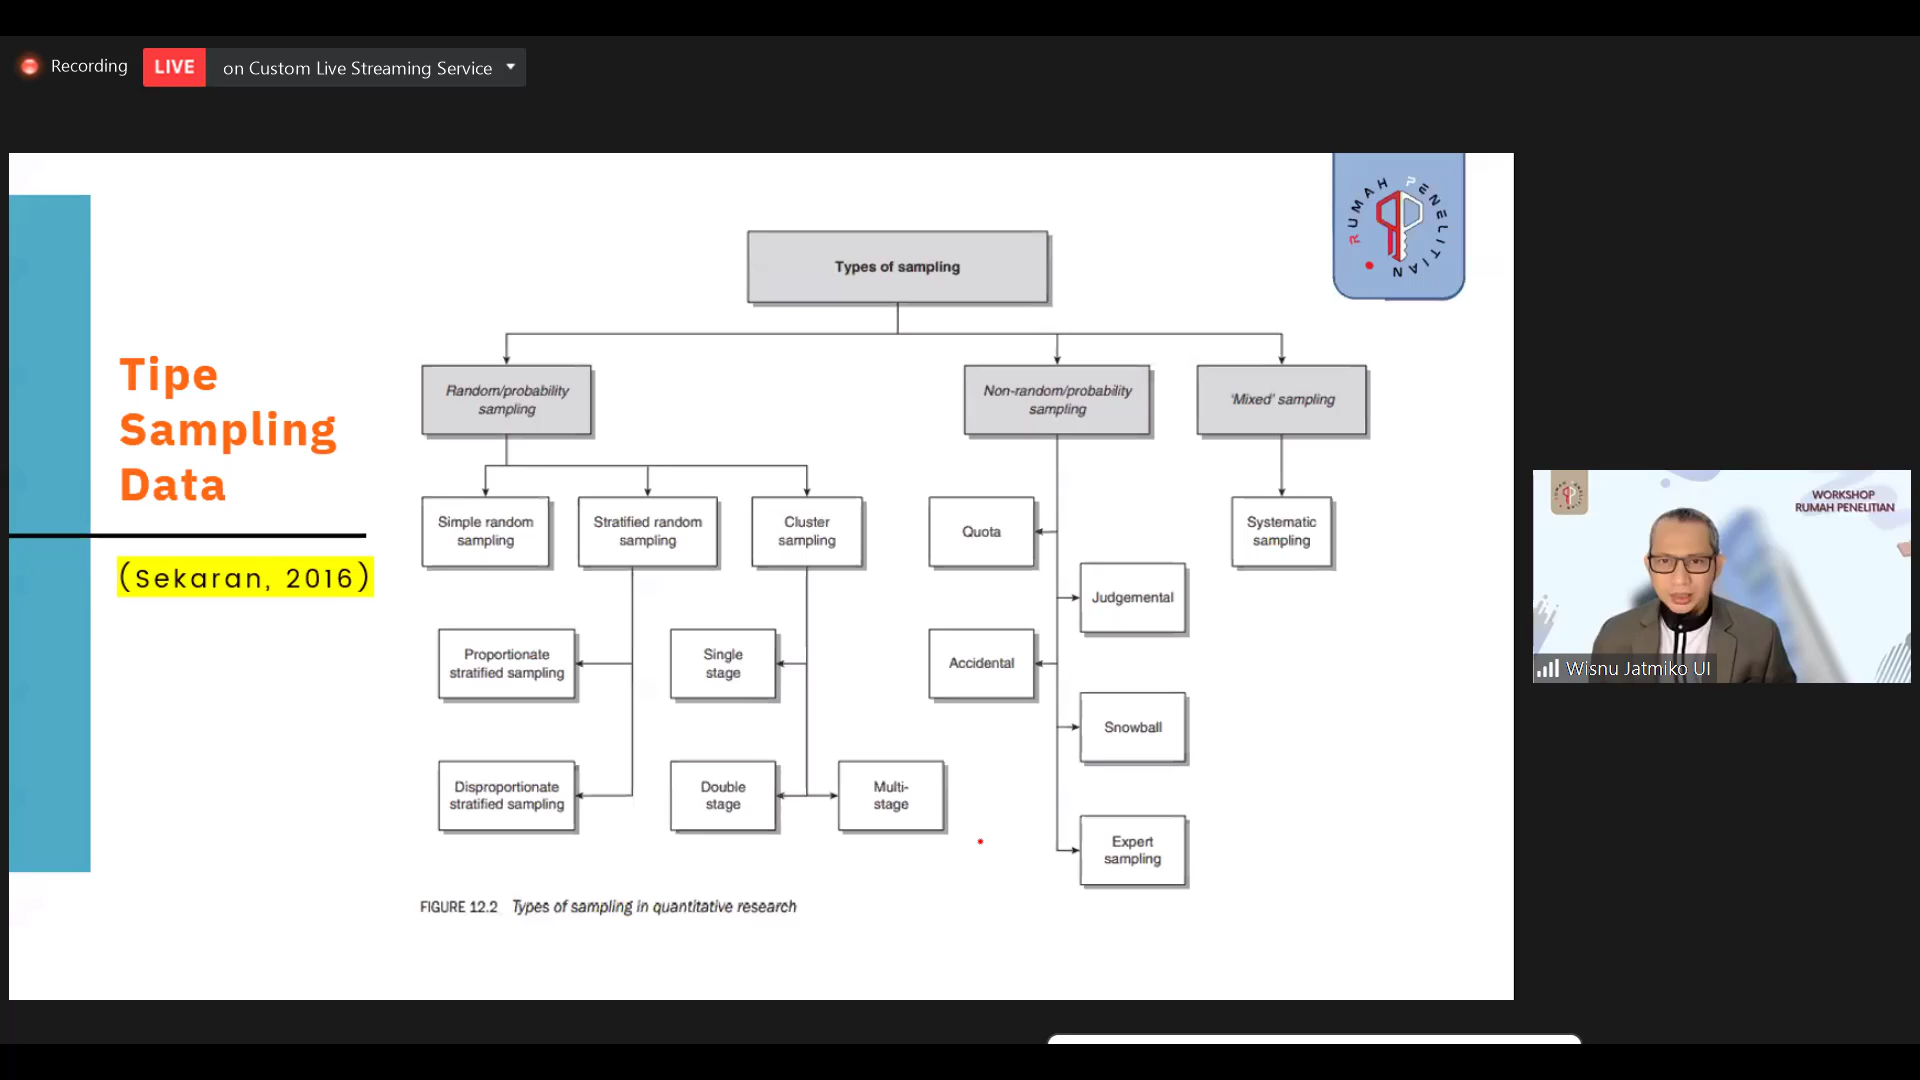 Recording
LIVE
on Custom Live Streaming Service
RUMAH PENELITIAN
Tipe
Sampling
Data
(Sekaran, 2016)
Types of sampling
Random/probability
sampling
Non-random/probability
sampling
'Mixed' sampling
Simple random
sampling
Stratified random
sampling
Cluster
sampling
Quota
Systematic
sampling
Judgemental
Proportionate
stratified sampling
Single
stage
Accidental
Snowball
Disproportionate
stratified sampling
Double
stage
Multi-
stage
Expert
sampling
FIGURE 12.2 Types of sampling in quantitative research
WORKSHOP
RUMAH PENELITIAN
Wisnu Jatmiko UI